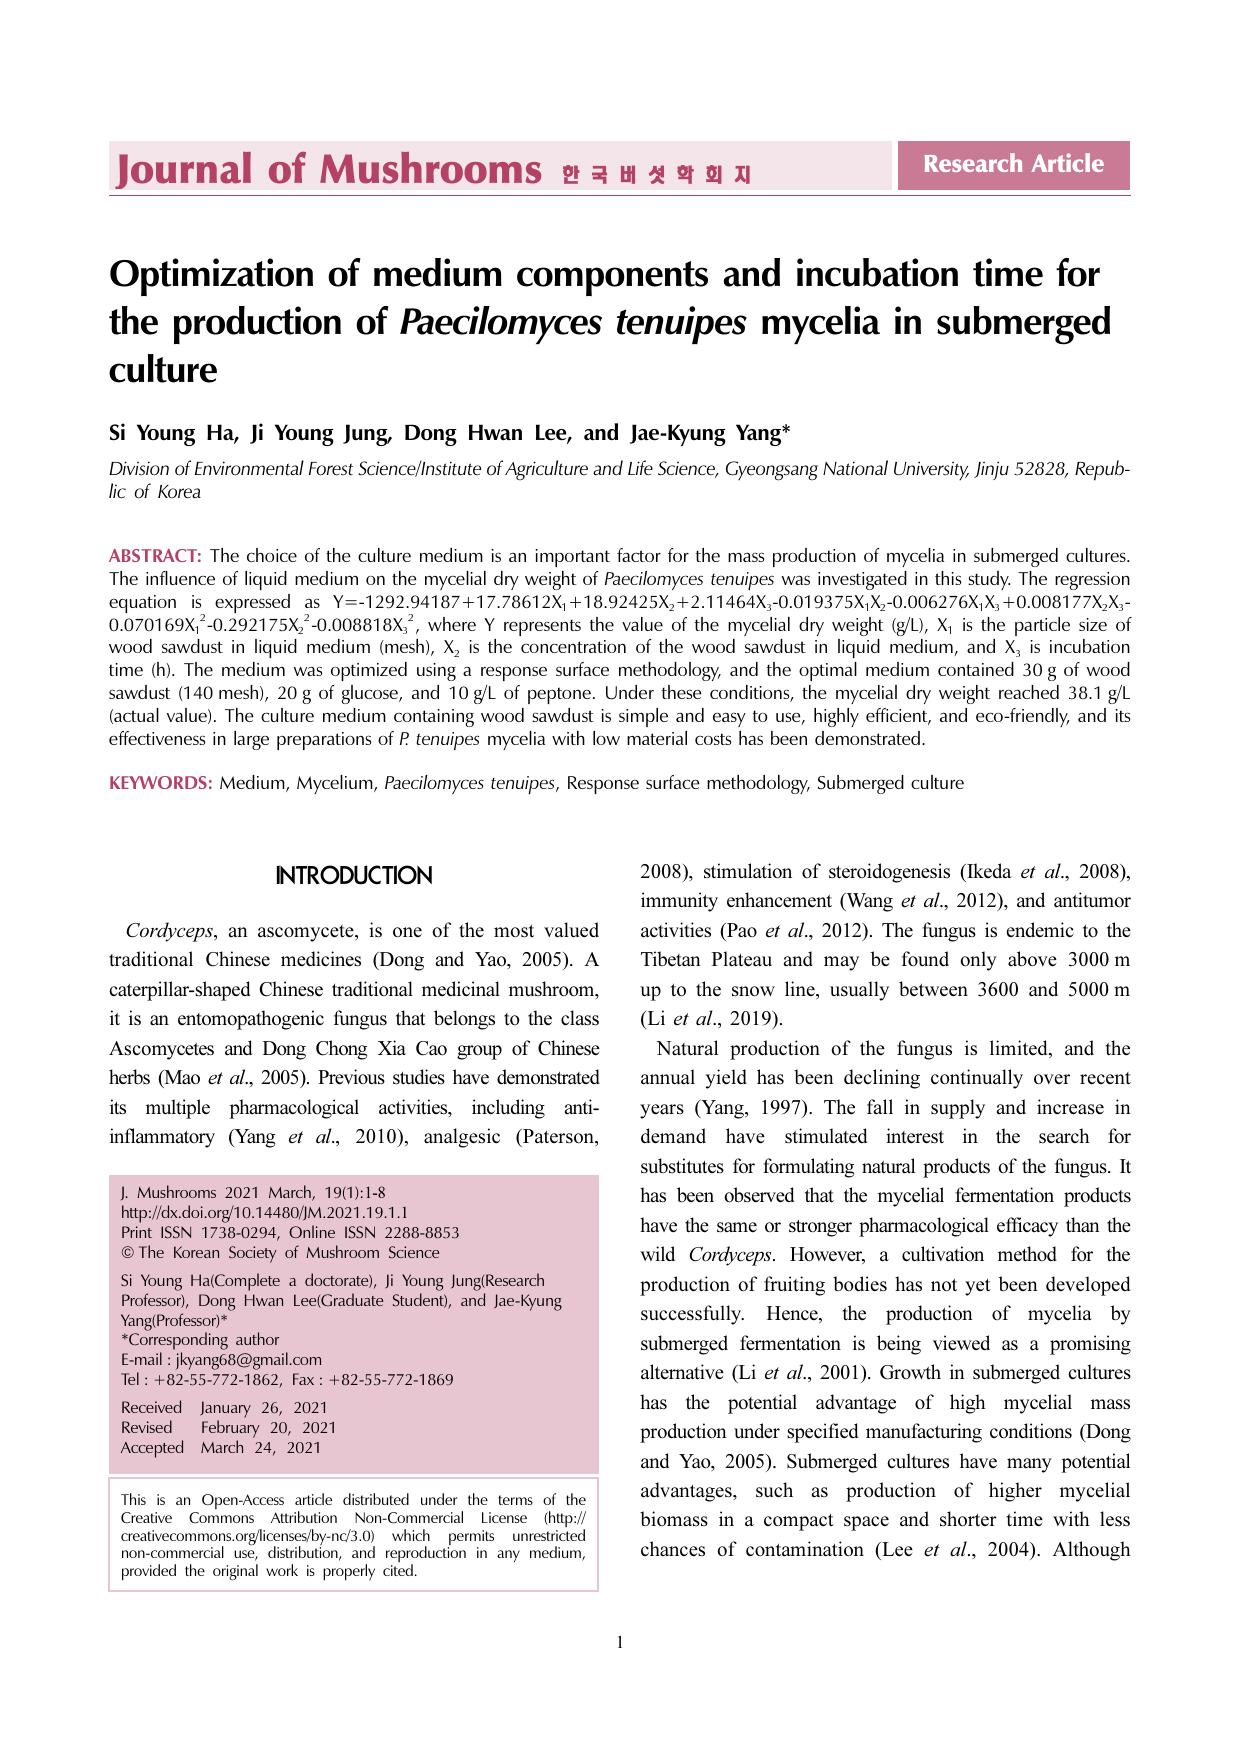 Journal of Mushrooms 한국버섯학회지
Research Article
Optimization of medium components and incubation time for
the production of Paecilomyces tenuipes mycelia in submerged
culture
Si Young Ha, Ji Young Jung, Dong Hwan Lee, and Jae-Kyung Yang*
Division of Environmental Forest Science/Institute of Agriculture and Life Science, Gyeongsang National University, Jinju 52828, Repub-
lic of Korea
ABSTRACT: The choice of the culture medium is an important factor for the mass production of mycelia in submerged cultures.
The influence of liquid medium on the mycelial dry weight of Paecilomyces tenuipes was investigated in this study. The regression
equation is expressed as Y=-1292.94187+17.78612X₁+18.92425X₂+2.11464X₃-0.019375X₁X₂-0.006276X₁X₃+0.008177X₂X₃-
0.070169X₁²-0.292175X₂²-0.008818X₃², where Y represents the value of the mycelial dry weight (g/L), X₁ is the particle size of
wood sawdust in liquid medium (mesh), X₂ is the concentration of the wood sawdust in liquid medium, and X₃ is incubation
time (h). The medium was optimized using a response surface methodology, and the optimal medium contained 30 g of wood
sawdust (140 mesh), 20 g of glucose, and 10 g/L of peptone. Under these conditions, the mycelial dry weight reached 38.1 g/L
(actual value). The culture medium containing wood sawdust is simple and easy to use, highly efficient, and eco-friendly, and its
effectiveness in large preparations of P. tenuipes mycelia with low material costs has been demonstrated.
KEYWORDS: Medium, Mycelium, Paecilomyces tenuipes, Response surface methodology, Submerged culture
INTRODUCTION
Cordyceps, an ascomycete, is one of the most valued
traditional Chinese medicines (Dong and Yao, 2005). A
caterpillar-shaped Chinese traditional medicinal mushroom,
it is an entomopathogenic fungus that belongs to the class
Ascomycetes and Dong Chong Xia Cao group of Chinese
herbs (Mao et al., 2005). Previous studies have demonstrated
its multiple pharmacological activities, including anti-
inflammatory (Yang et al., 2010), analgesic (Paterson,
J. Mushrooms 2021 March, 19(1):1-8
http://dx.doi.org/10.14480/JM.2021.19.1.1
Print ISSN 1738-0294, Online ISSN 2288-8853
© The Korean Society of Mushroom Science
Si Young Ha(Complete a doctorate), Ji Young Jung(Research
Professor), Dong Hwan Lee(Graduate Student), and Jae-Kyung
Yang(Professor)*
*Corresponding author
E-mail : jkyang68@gmail.com
Tel : +82-55-772-1862, Fax : +82-55-772-1869
Received January 26, 2021
Revised February 20, 2021
Accepted March 24, 2021
This is an Open-Access article distributed under the terms of the
Creative Commons Attribution Non-Commercial License (http://
creativecommons.org/licenses/by-nc/3.0) which permits unrestricted
non-commercial use, distribution, and reproduction in any medium,
provided the original work is properly cited.
2008), stimulation of steroidogenesis (Ikeda et al., 2008),
immunity enhancement (Wang et al., 2012), and antitumor
activities (Pao et al., 2012). The fungus is endemic to the
Tibetan Plateau and may be found only above 3000 m
up to the snow line, usually between 3600 and 5000 m
(Li et al., 2019).
Natural production of the fungus is limited, and the
annual yield has been declining continually over recent
years (Yang, 1997). The fall in supply and increase in
demand have stimulated interest in the search for
substitutes for formulating natural products of the fungus. It
has been observed that the mycelial fermentation products
have the same or stronger pharmacological efficacy than the
wild Cordyceps. However, a cultivation method for the
production of fruiting bodies has not yet been developed
successfully. Hence, the production of mycelia by
submerged fermentation is being viewed as a promising
alternative (Li et al., 2001). Growth in submerged cultures
has the potential advantage of high mycelial mass
production under specified manufacturing conditions (Dong
and Yao, 2005). Submerged cultures have many potential
advantages, such as production of higher mycelial
biomass in a compact space and shorter time with less
chances of contamination (Lee et al., 2004). Although
1